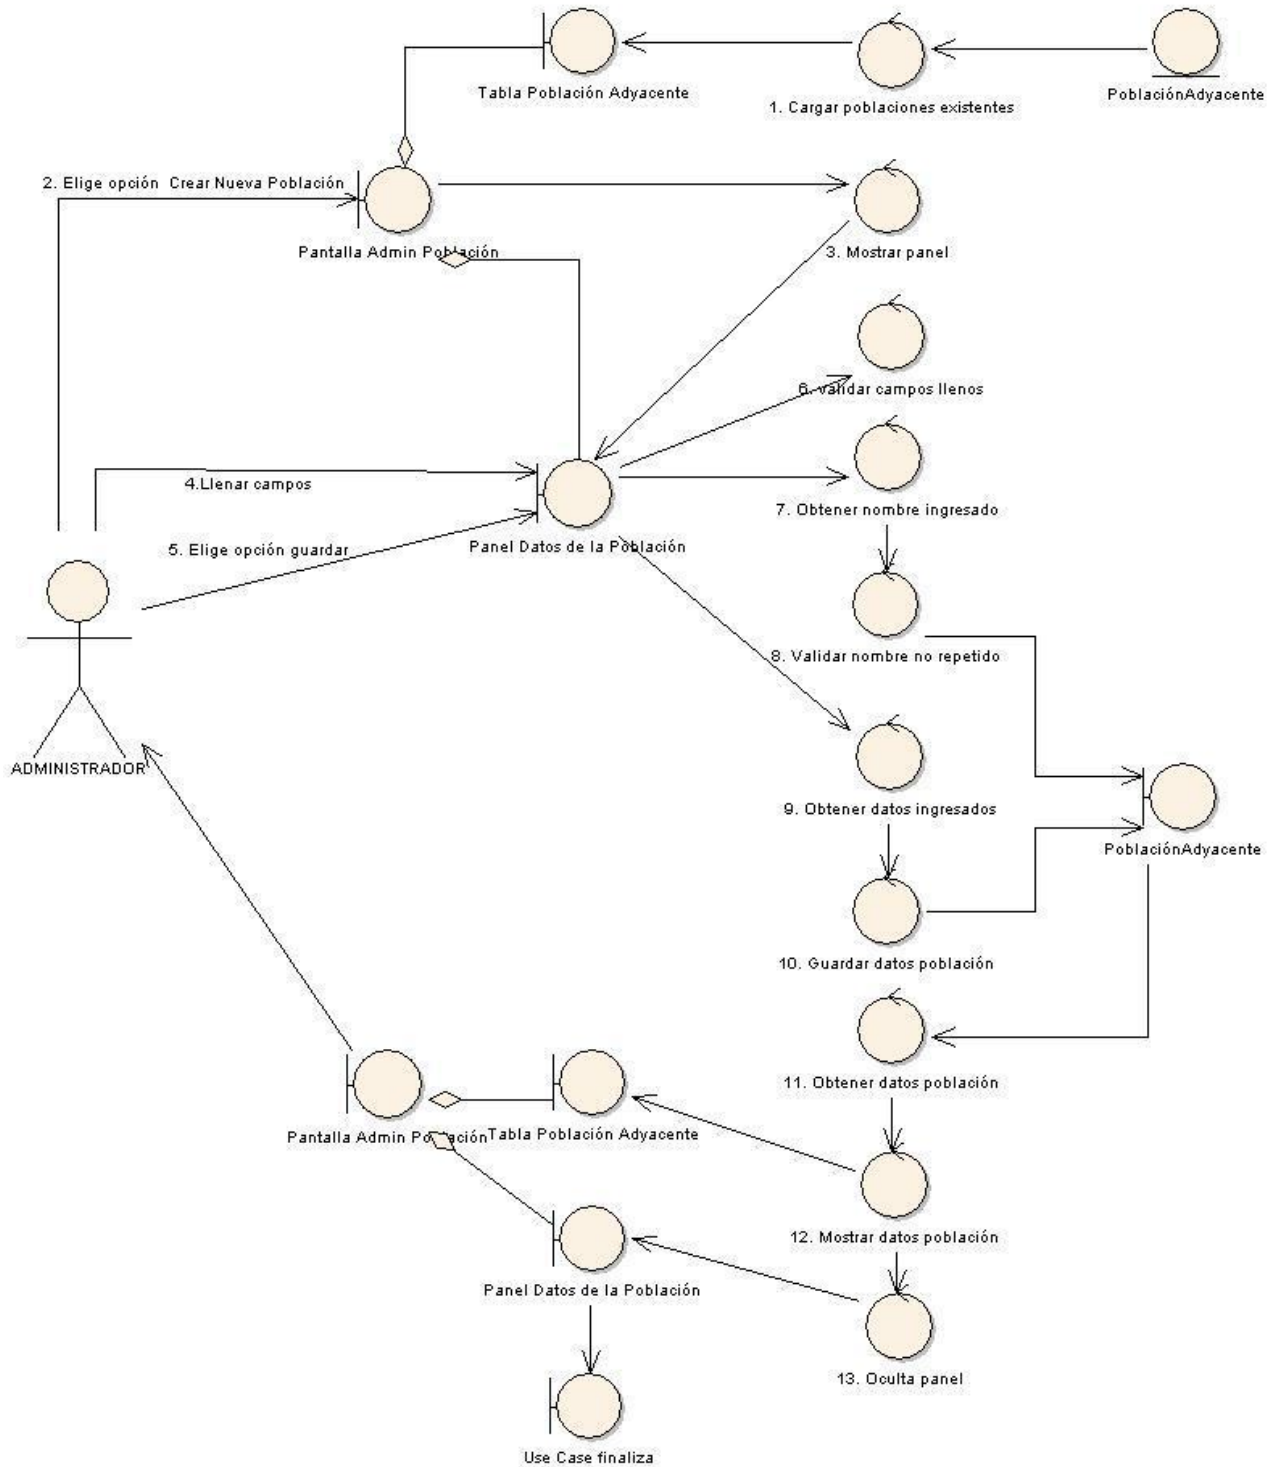 Tabla Población Adyacente
1. Cargar poblaciones existentes
PoblaciónAdyacente
2. Elige opción Crear Nueva Población
Pantalla Admin Población
3. Mostrar panel
6. Validar campos llenos
4.Llenar campos
7. Obtener nombre ingresado
5. Elige opción guardar
Panel Datos de la Población
8. Validar nombre no repetido
ADMINISTRADOR
9. Obtener datos ingresados
PoblaciónAdyacente
10. Guardar datos población
11. Obtener datos población
Pantalla Admin Población
Tabla Población Adyacente
12. Mostrar datos población
Panel Datos de la Población
13. Oculta panel
Use Case finaliza